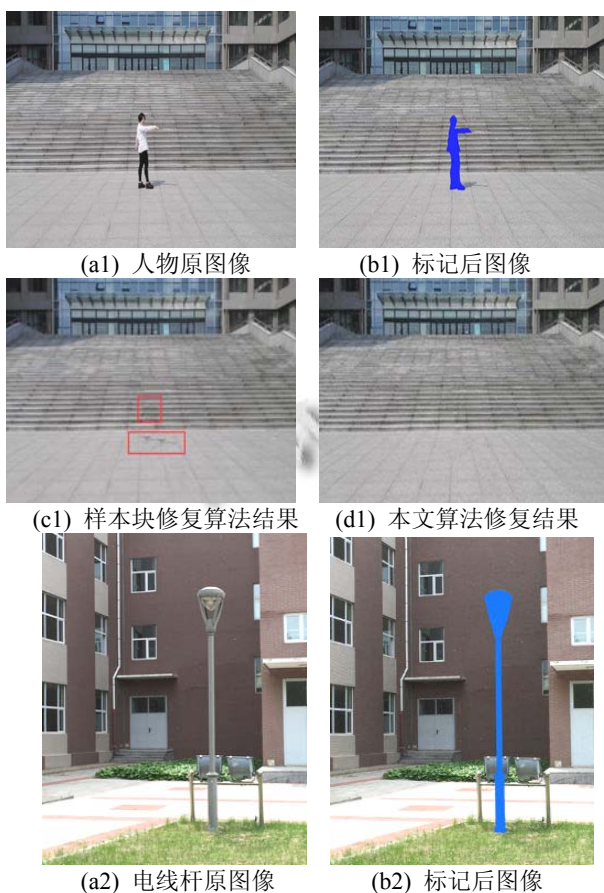 (a1) 人物原图像
(b1) 标记后图像
(c1) 样本块修复算法结果
(d1) 本文算法修复结果
(a2) 电线杆原图像
(b2) 标记后图像